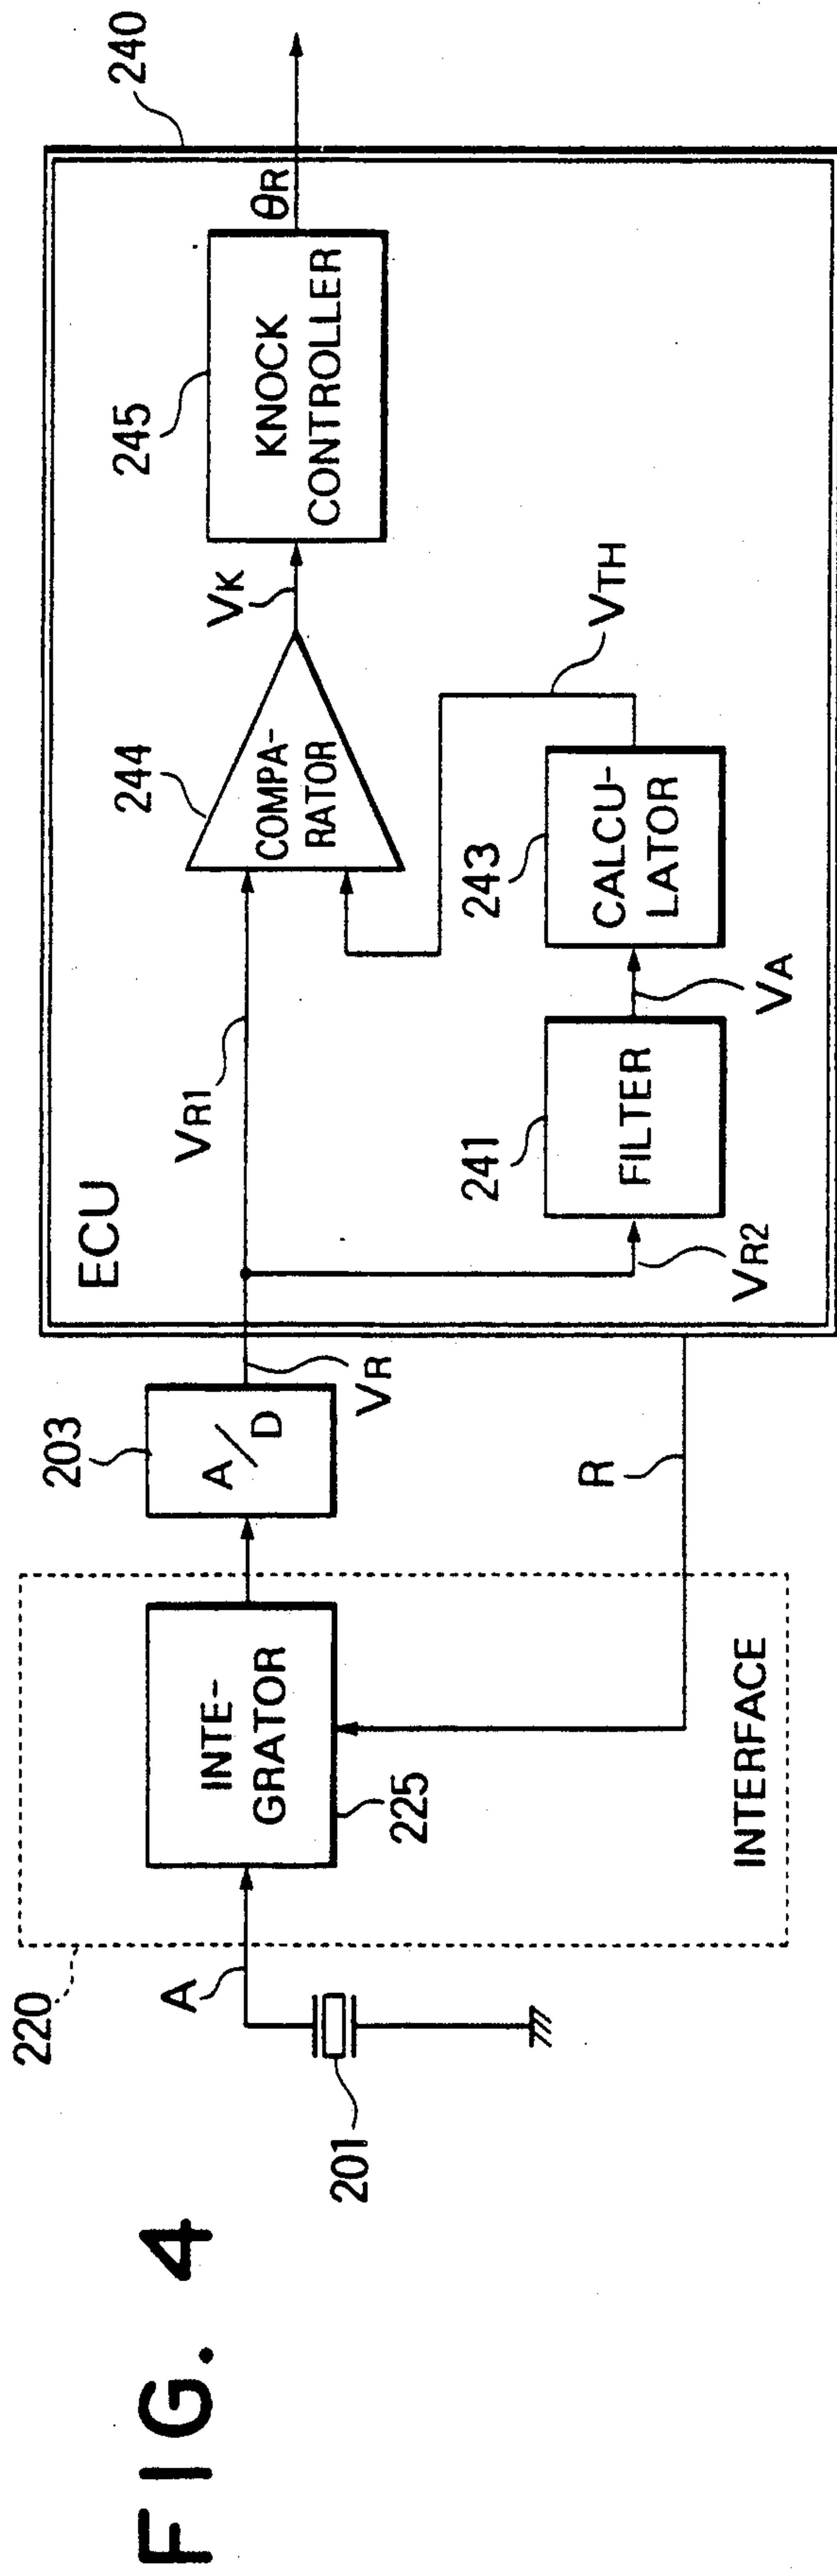 FIG. 4
220
A
201
INTE-
GRATOR
225
INTERFACE
203
A/D
VR
R
ECU
240
VR1
VR2
241
FILTER
VA
243
CALCU-
LATOR
VTH
244
COMPA-
RATOR
VK
245
KNOCK
CONTROLLER
θR